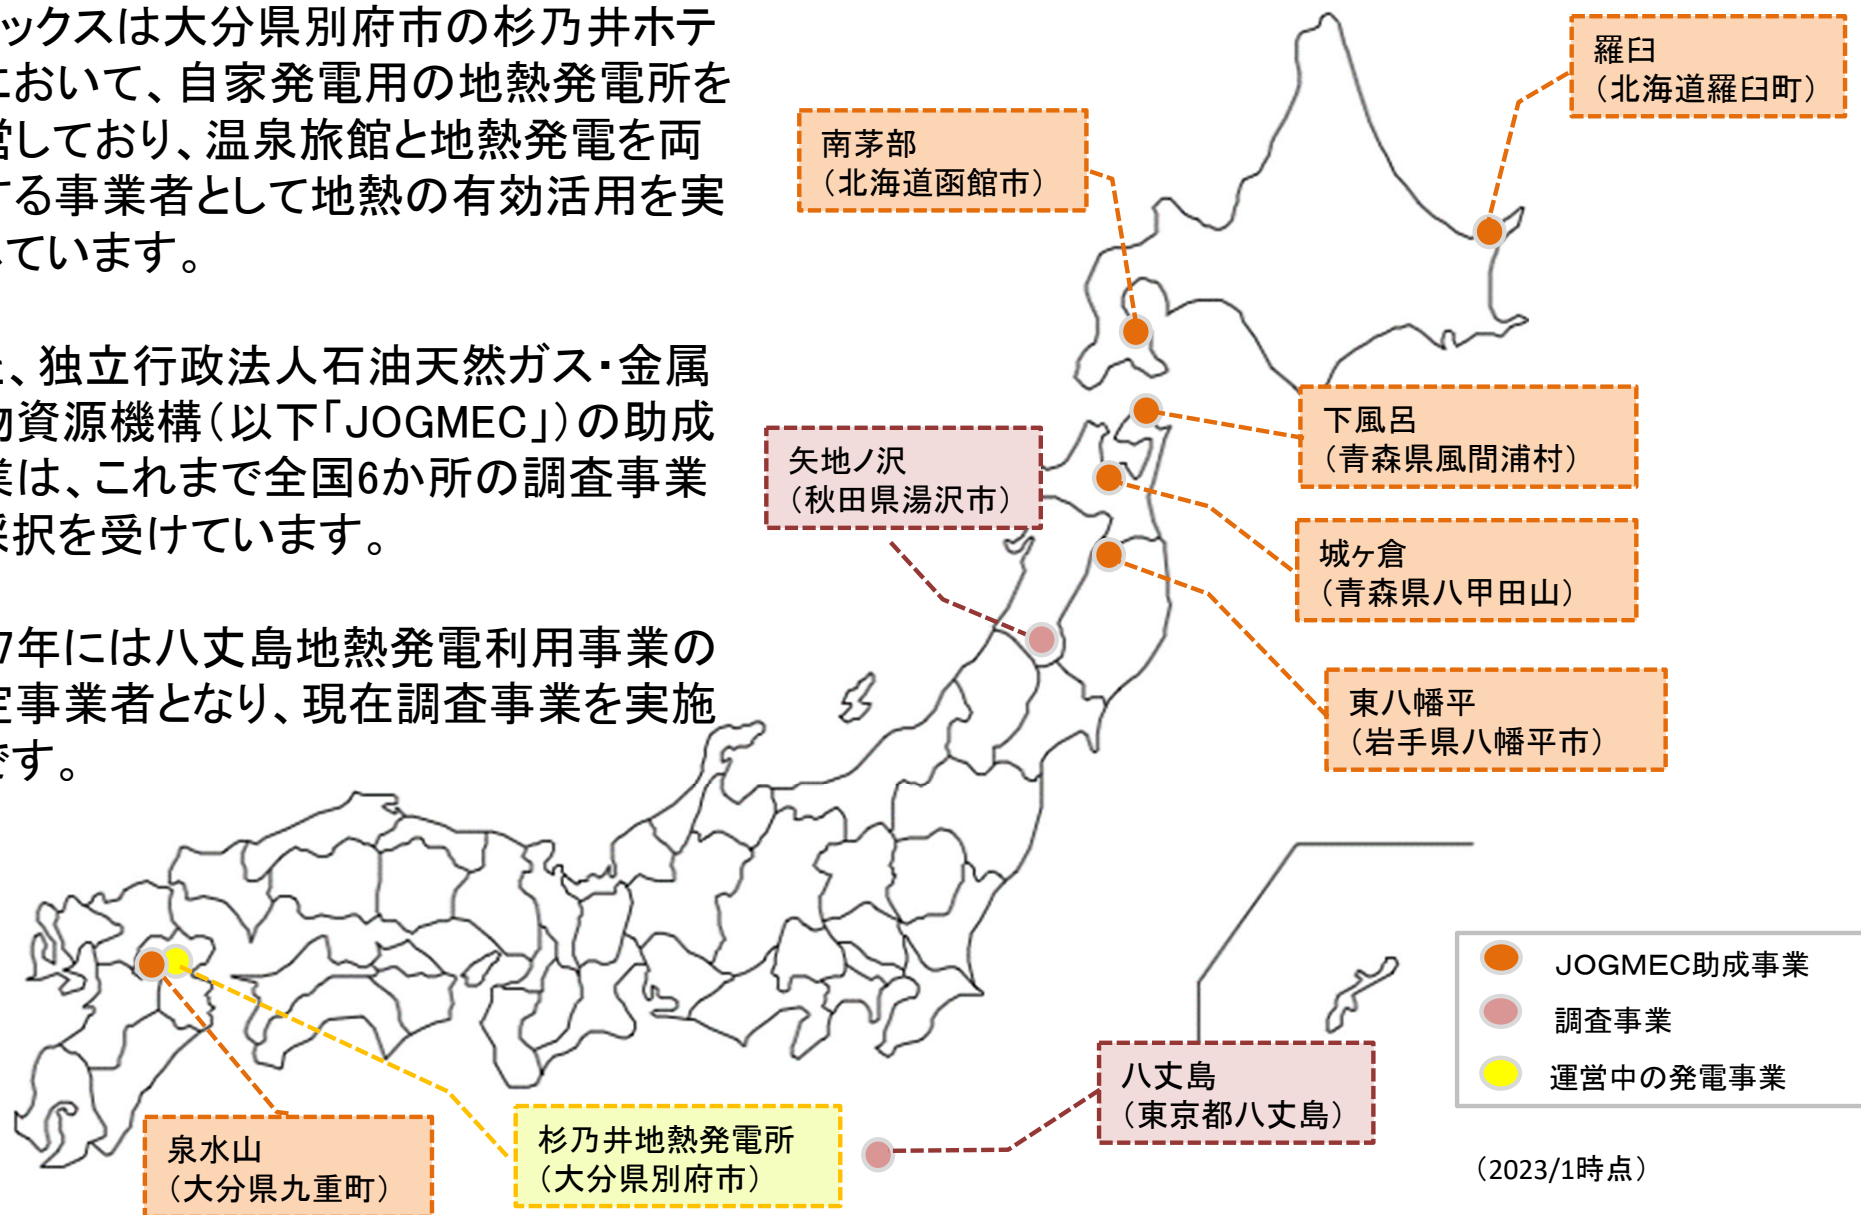 ックスは大分県別府市の杉乃井ホテ
において、自家発電用の地熱発電所を
営しており、温泉旅館と地熱発電を両
する事業者として地熱の有効活用を実
しています。
、独立行政法人石油天然ガス・金属
物資源機構(以下「JOGMEC」)の助成
業は、これまで全国6か所の調査事業
採択を受けています。
7年には八丈島地熱発電利用事業の
定事業者となり、現在調査事業を実施
です。
羅臼
(北海道羅臼町)
南茅部
(北海道函館市)
下風呂
(青森県風間浦村)
矢地ノ沢
(秋田県湯沢市)
城ヶ倉
(青森県八甲田山)
東八幡平
(岩手県八幡平市)
八丈島
(東京都八丈島)
泉水山
(大分県九重町)
杉乃井地熱発電所
(大分県別府市)
JOGMEC助成事業
調査事業
運営中の発電事業
(2023/1時点)